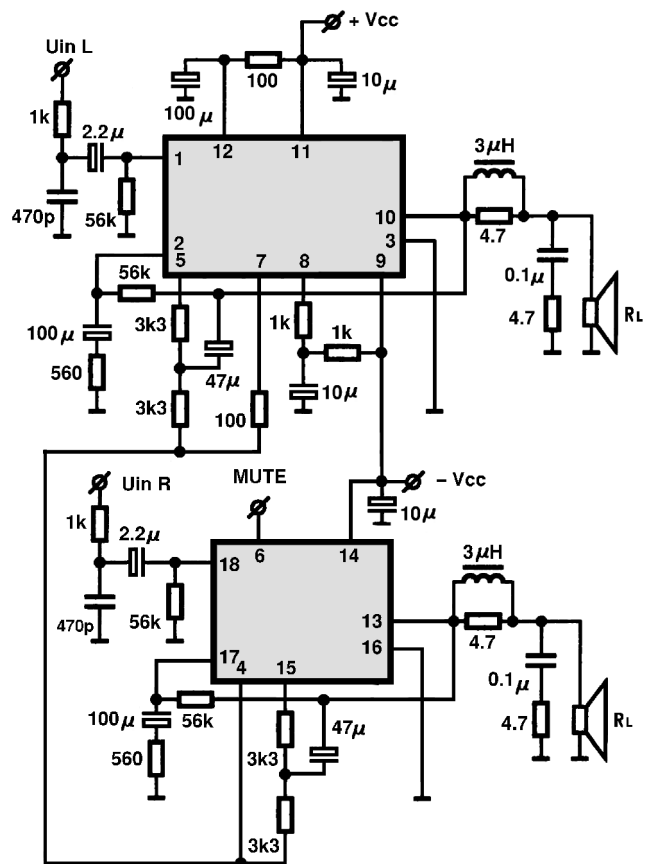 + Vcc
Uin L
100
10µ
100µ
1k
2.2µ
3µH
1
12
11
10
4.7
470p
56k
2
3
5
7
8
9
56k
0.1µ
4.7
RL
100µ
3k3
1k
1k
560
47µ
10µ
3k3
100
Uin R
MUTE
− Vcc
10µ
1k
2.2µ
3µH
18
6
14
13
4.7
470p
56k
16
17
4
15
0.1µ
100µ
56k
47µ
4.7
RL
560
3k3
3k3